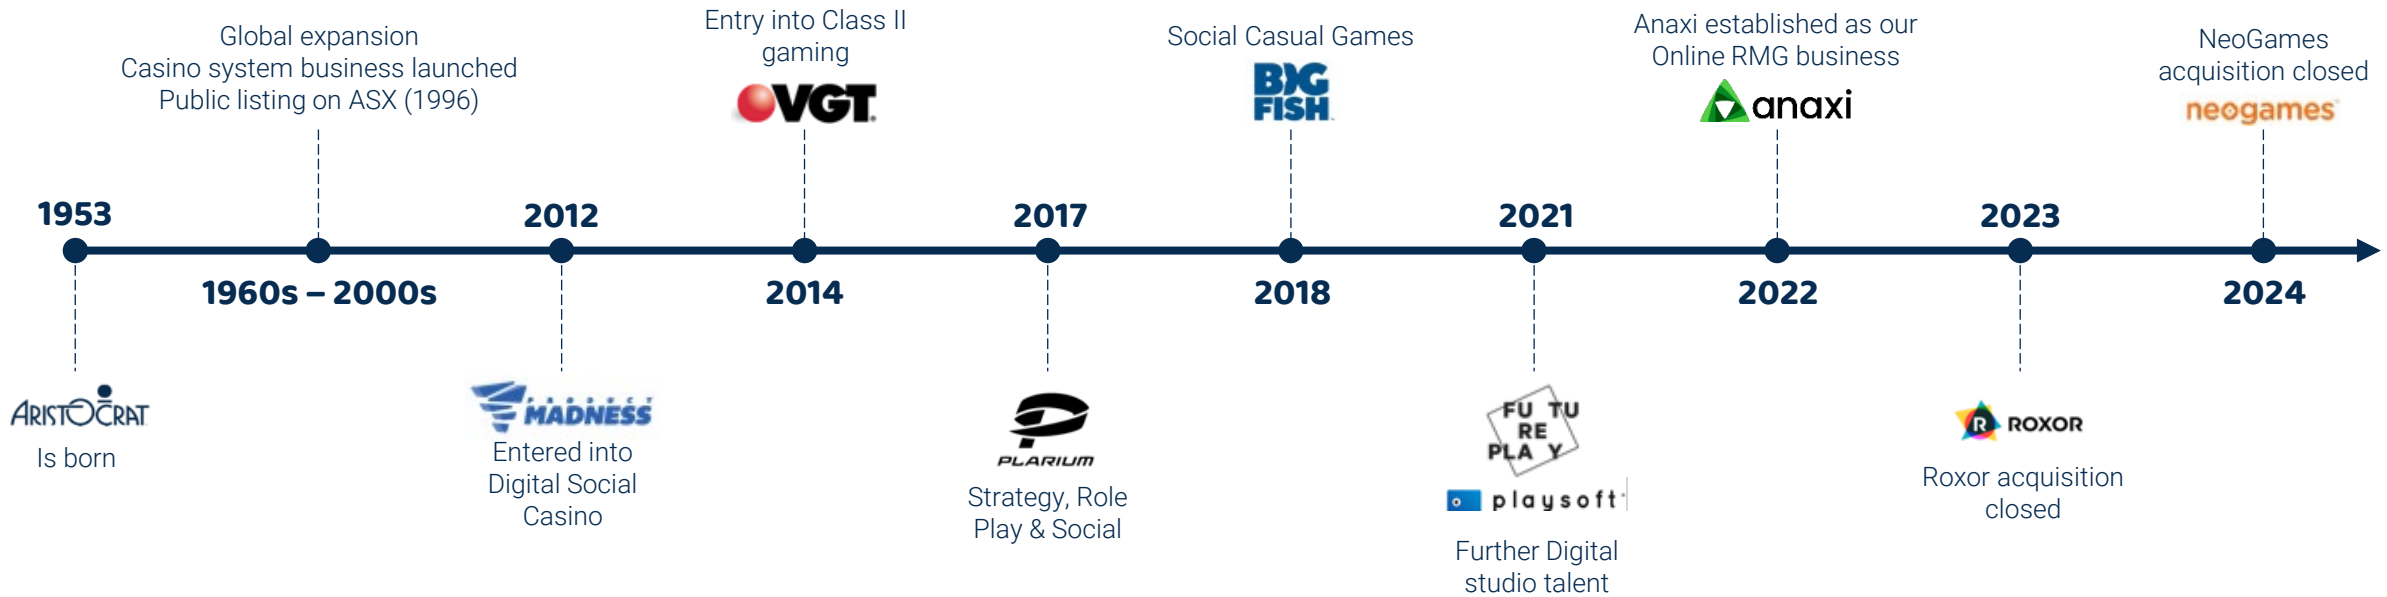 1953
ARISTOCRAT
Is born
Global expansion
Casino system business launched
Public listing on ASX (1996)
1960s – 2000s
2012
PRODUCT
MADNESS
Entered into
Digital Social
Casino
Entry into Class II
gaming
VGT
2014
2017
PLARIUM
Strategy, Role
Play & Social
Social Casual Games
BIG
FISH
2018
2021
FU TU
RE
PLA Y
playsoft
Further Digital
studio talent
Anaxi established as our
Online RMG business
anaxi
2022
2023
R ROXOR
Roxor acquisition
closed
NeoGames
acquisition closed
neogames
2024